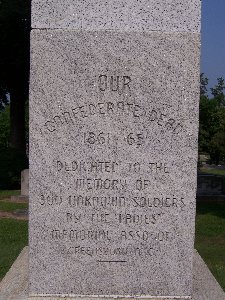 OUR
CONFEDERATE DEAD
1861-65
DEDICATED TO THE
MEMORY OF
300 UNKNOWN SOLDIERS
BY THE LADIES
MEMORIAL ASSO. OF
GREENSBORO, N.C.